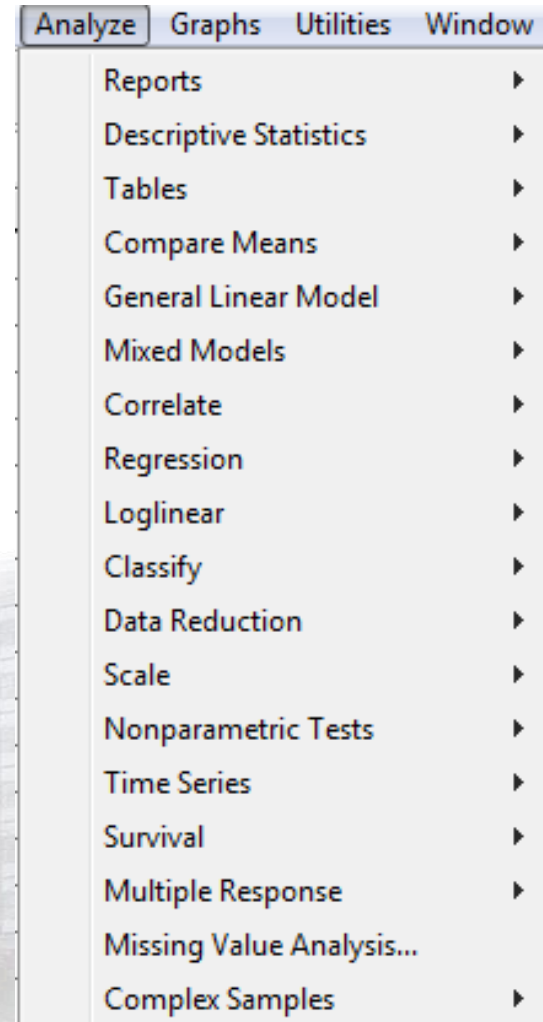 Analyze Graphs Utilities Window
Reports
Descriptive Statistics
Tables
Compare Means
General Linear Model
Mixed Models
Correlate
Regression
Loglinear
Classify
Data Reduction
Scale
Nonparametric Tests
Time Series
Survival
Multiple Response
Missing Value Analysis...
Complex Samples